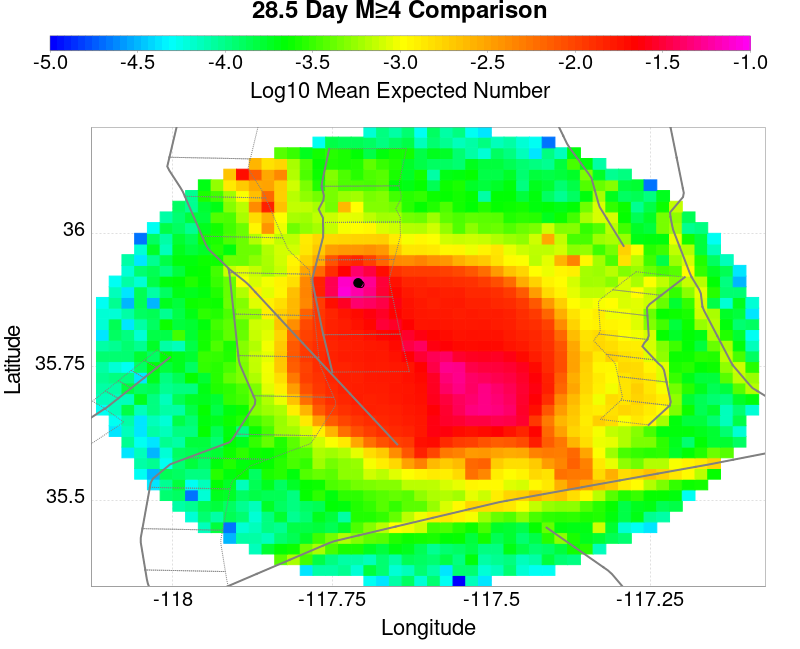 28.5 Day M≥4 Comparison
-5.0 -4.5 -4.0 -3.5 -3.0 -2.5 -2.0 -1.5 -1.0
Log10 Mean Expected Number
36
35.75
35.5
Latitude
-118 -117.75 -117.5 -117.25
Longitude